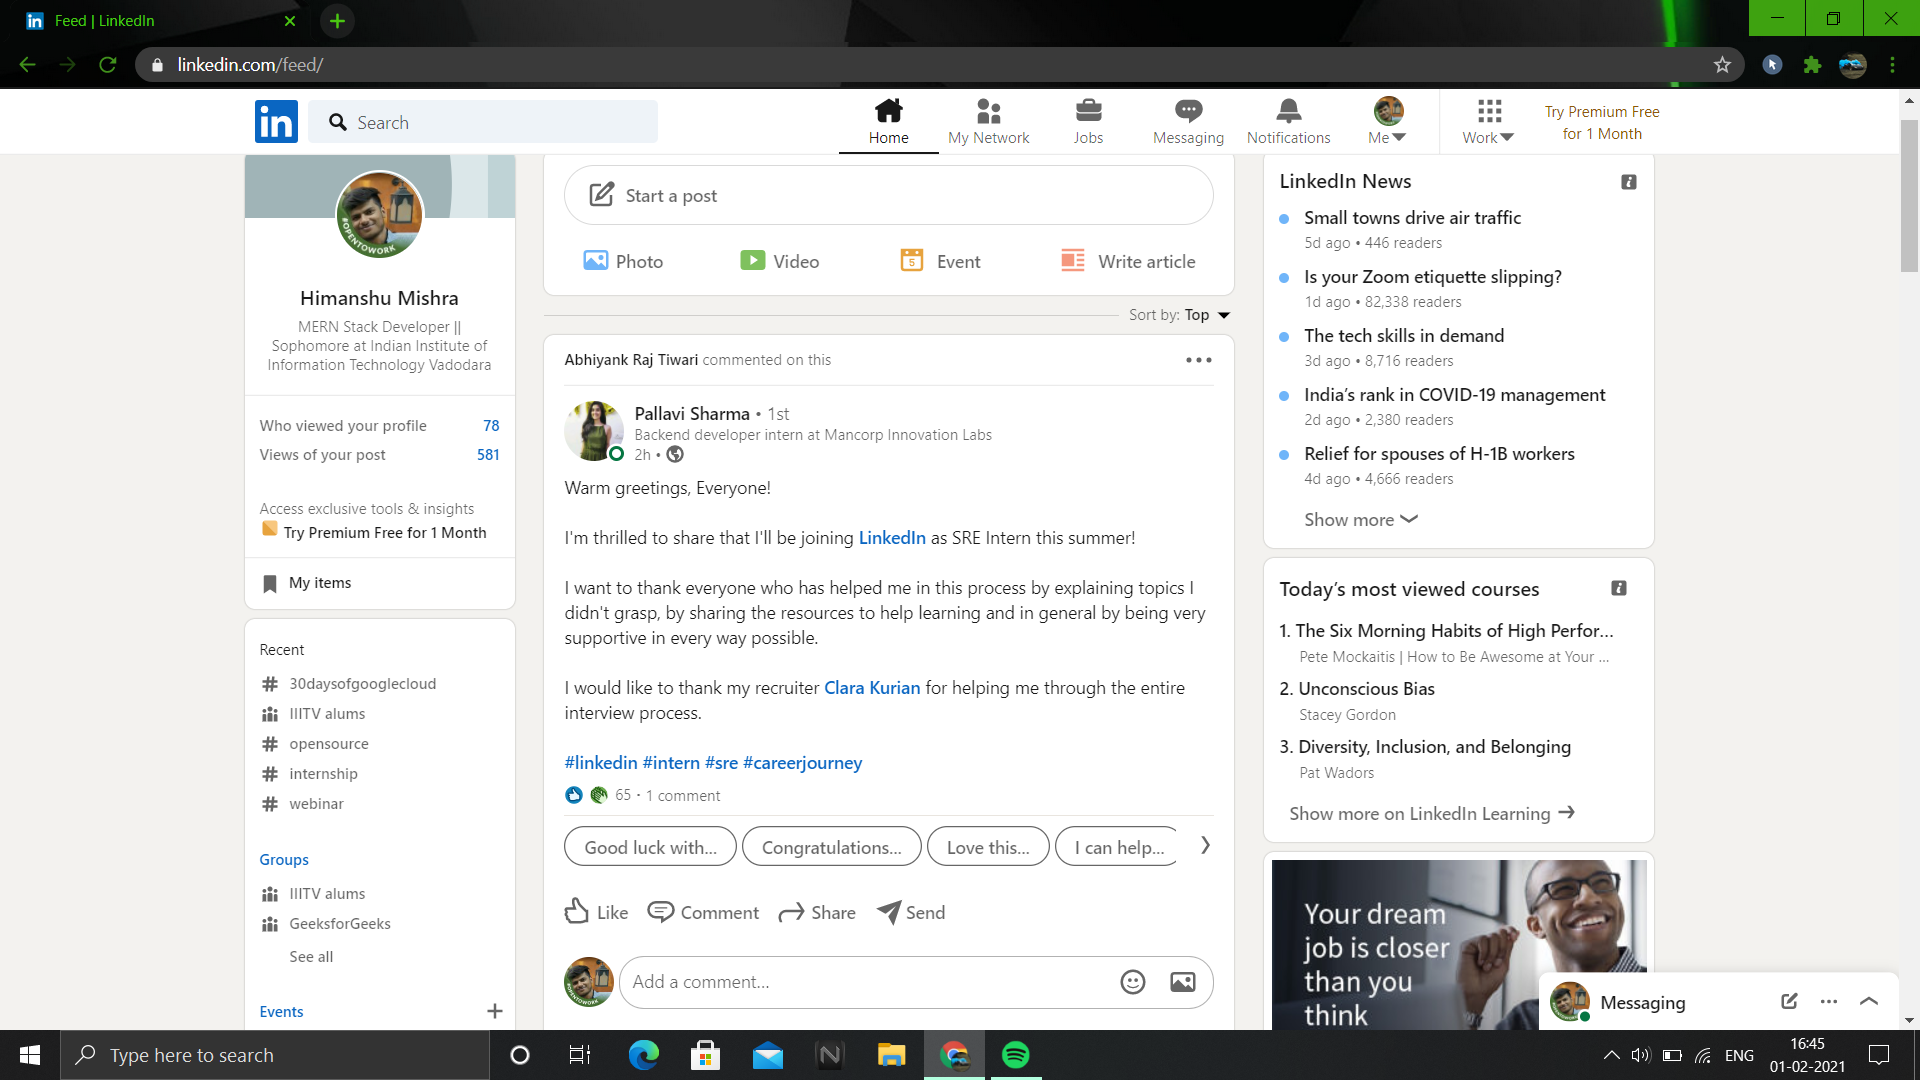 Feed | LinkedIn
linkedin.com/feed/
in
Search
Home
My Network
Jobs
Messaging
Notifications
Me
Work
Try Premium Free
for 1 Month
#OPENTOWORK
Himanshu Mishra
MERN Stack Developer ||
Sophomore at Indian Institute of
Information Technology Vadodara
Who viewed your profile 78
Views of your post 581
Access exclusive tools & insights
Try Premium Free for 1 Month
My items
Recent
# 30daysofgooglecloud
IIITV alums
# opensource
# internship
# webinar
Groups
IIITV alums
GeeksforGeeks
See all
Events +
Start a post
Photo
Video
5
Event
Write article
Sort by: Top
Abhiyank Raj Tiwari commented on this
Pallavi Sharma • 1st
Backend developer intern at Mancorp Innovation Labs
2h •
Warm greetings, Everyone!
I'm thrilled to share that I'll be joining LinkedIn as SRE Intern this summer!
I want to thank everyone who has helped me in this process by explaining topics I
didn't grasp, by sharing the resources to help learning and in general by being very
supportive in every way possible.
I would like to thank my recruiter Clara Kurian for helping me through the entire
interview process.
#linkedin #intern #sre #careerjourney
65 · 1 comment
Good luck with...
Congratulations...
Love this...
I can help...
Like
Comment
Share
Send
Add a comment...
LinkedIn News
Small towns drive air traffic
5d ago • 446 readers
Is your Zoom etiquette slipping?
1d ago • 82,338 readers
The tech skills in demand
3d ago • 8,716 readers
India’s rank in COVID-19 management
2d ago • 2,380 readers
Relief for spouses of H-1B workers
4d ago • 4,666 readers
Show more
Today’s most viewed courses
1. The Six Morning Habits of High Perfor...
Pete Mockaitis | How to Be Awesome at Your ...
2. Unconscious Bias
Stacey Gordon
3. Diversity, Inclusion, and Belonging
Pat Wadors
Show more on LinkedIn Learning →
Your dream
job is closer
than you
think
Messaging
Type here to search
N
ENG
16:45
01-02-2021